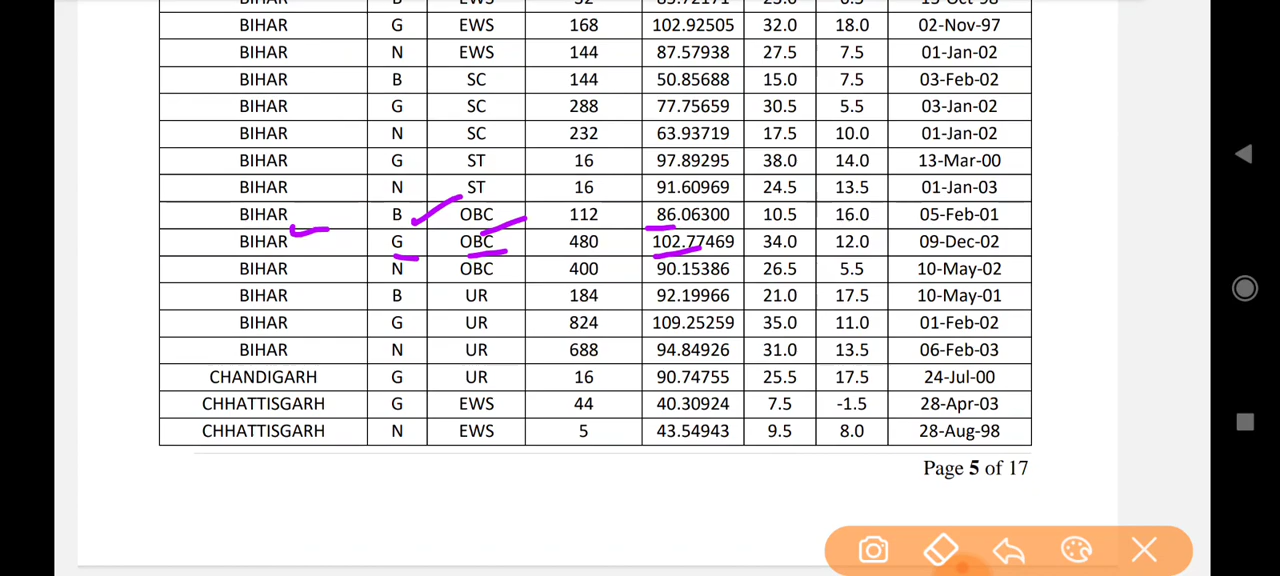 BIHAR G EWS 168 102.92505 32.0 18.0 02-Nov-97
BIHAR N EWS 144 87.57938 27.5 7.5 01-Jan-02
BIHAR B SC 144 50.85688 15.0 7.5 03-Feb-02
BIHAR G SC 288 77.75659 30.5 5.5 03-Jan-02
BIHAR N SC 232 63.93719 17.5 10.0 01-Jan-02
BIHAR G ST 16 97.89295 38.0 14.0 13-Mar-00
BIHAR N ST 16 91.60969 24.5 13.5 01-Jan-03
BIHAR B OBC 112 86.06300 10.5 16.0 05-Feb-01
BIHAR G OBC 480 102.77469 34.0 12.0 09-Dec-02
BIHAR N OBC 400 90.15386 26.5 5.5 10-May-02
BIHAR B UR 184 92.19966 21.0 17.5 10-May-01
BIHAR G UR 824 109.25259 35.0 11.0 01-Feb-02
BIHAR N UR 688 94.84926 31.0 13.5 06-Feb-03
CHANDIGARH G UR 16 90.74755 25.5 17.5 24-Jul-00
CHHATTISGARH G EWS 44 40.30924 7.5 -1.5 28-Apr-03
CHHATTISGARH N EWS 5 43.54943 9.5 8.0 28-Aug-98
Page 5 of 17